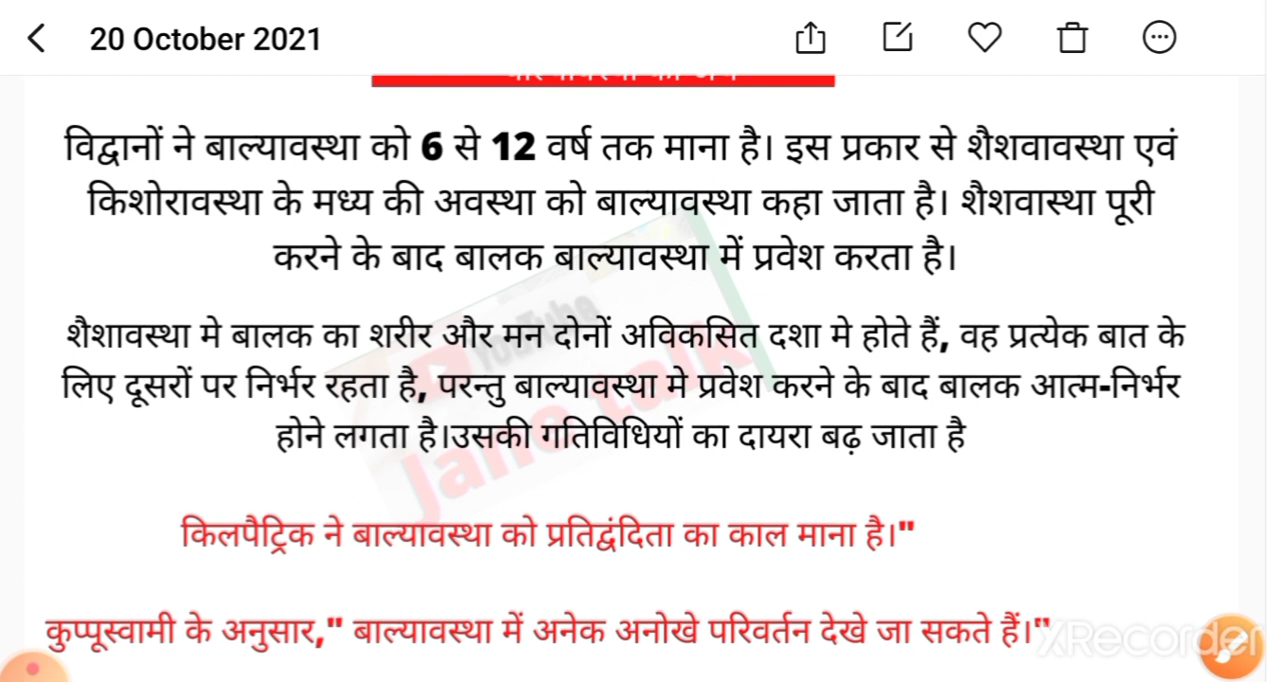 20 October 2021
विद्वानों ने बाल्यावस्था को 6 से 12 वर्ष तक माना है। इस प्रकार से शैशवावस्था एवं
किशोरावस्था के मध्य की अवस्था को बाल्यावस्था कहा जाता है। शैशवास्था पूरी
करने के बाद बालक बाल्यावस्था में प्रवेश करता है।
शैशावस्था मे बालक का शरीर और मन दोनों अविकसित दशा मे होते हैं, वह प्रत्येक बात के
लिए दूसरों पर निर्भर रहता है, परन्तु बाल्यावस्था मे प्रवेश करने के बाद बालक आत्म-निर्भर
होने लगता है।उसकी गतिविधियों का दायरा बढ़ जाता है
YouTube
Jane talk
किलपैट्रिक ने बाल्यावस्था को प्रतिद्वंदिता का काल माना है।"
कुप्पूस्वामी के अनुसार," बाल्यावस्था में अनेक अनोखे परिवर्तन देखे जा सकते हैं।"
XRecorder